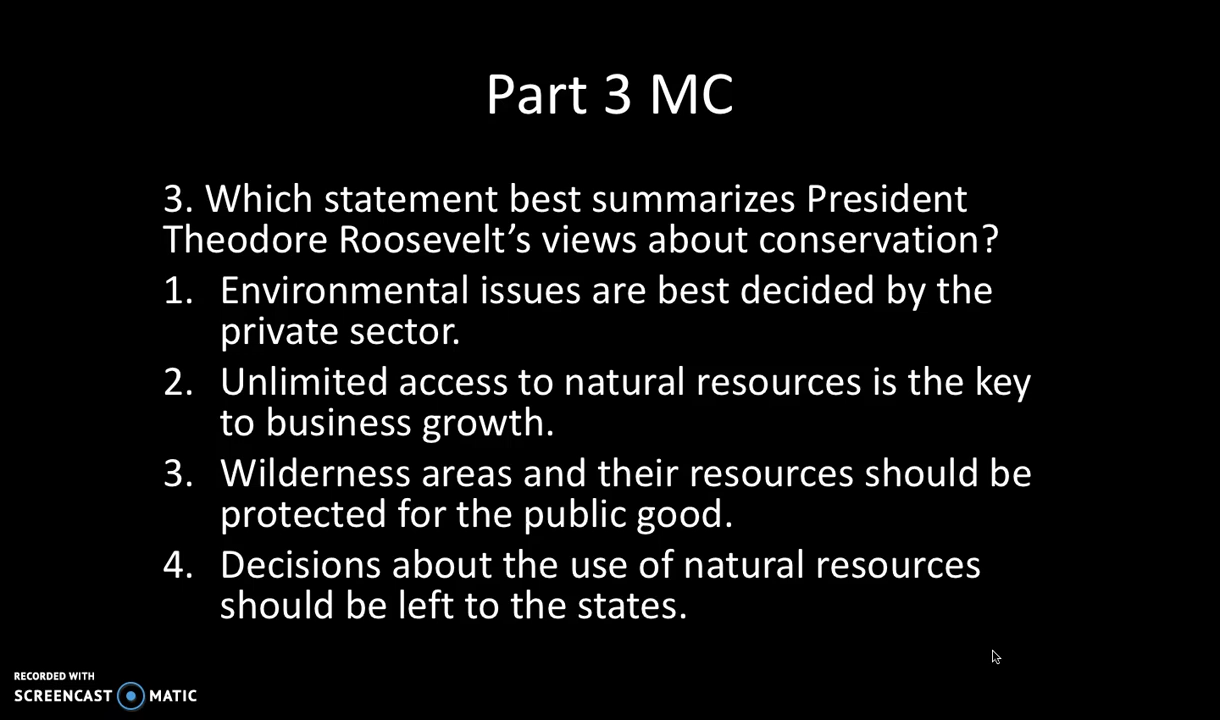 Part 3 MC
3. Which statement best summarizes President
Theodore Roosevelt’s views about conservation?
1. Environmental issues are best decided by the
private sector.
2. Unlimited access to natural resources is the key
to business growth.
3. Wilderness areas and their resources should be
protected for the public good.
4. Decisions about the use of natural resources
should be left to the states.
RECORDED WITH
SCREENCAST MATIC